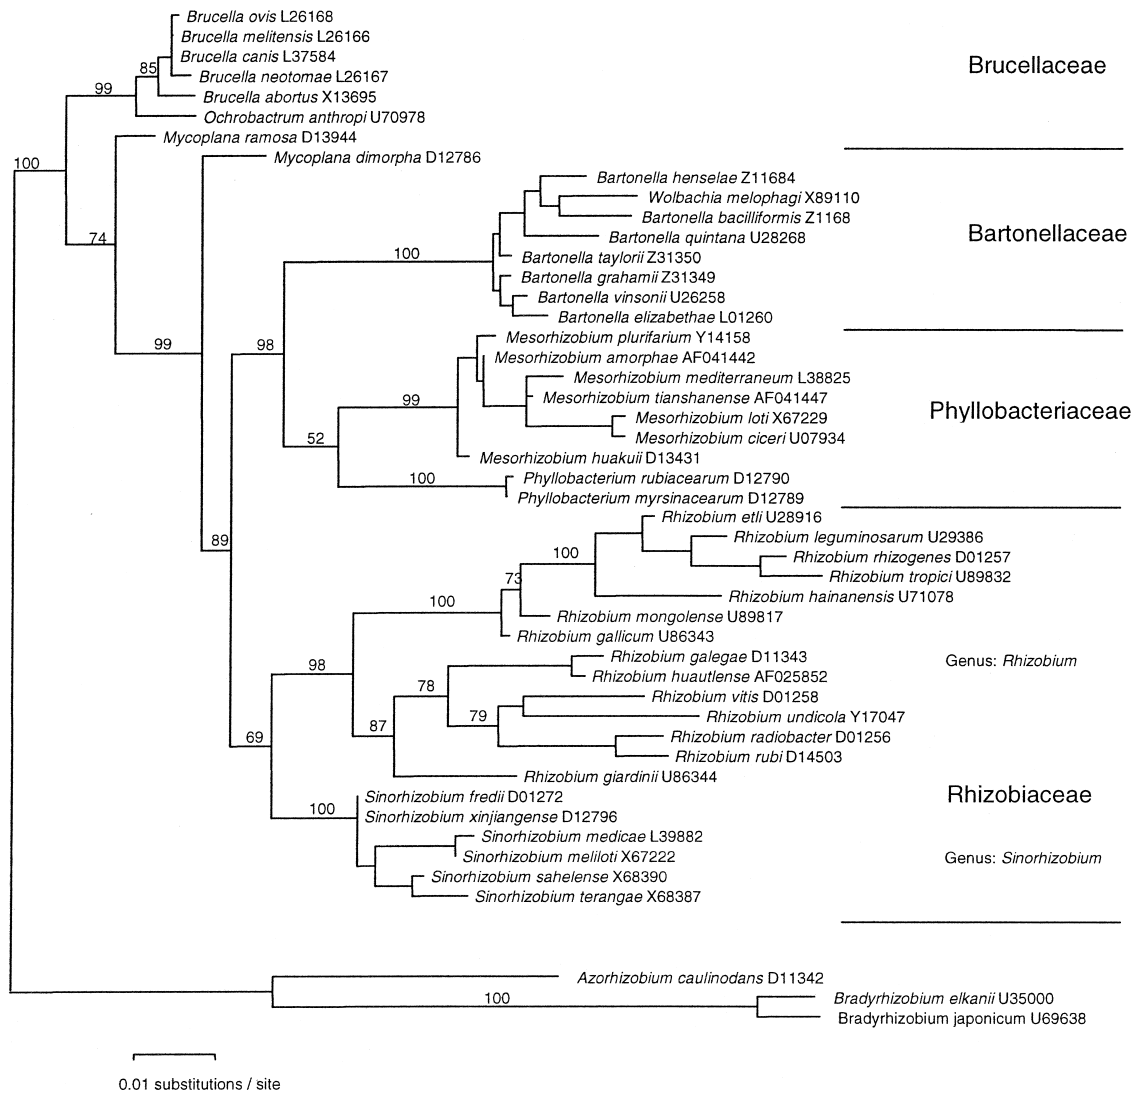 Brucella ovis L26168
Brucella melitensis L26166
Brucella canis L37584
85
Brucella neotomae L26167
Brucellaceae
99
Brucella abortus X13695
Ochrobactrum anthropi U70978
Mycoplana ramosa D13944
100
Mycoplana dimorpha D12786
Bartonella henselae Z11684
Wolbachia melophagi X89110
Bartonella bacilliformis Z1168
74
Bartonella quintana U28268
Bartonellaceae
100
Bartonella taylorii Z31350
Bartonella grahamii Z31349
Bartonella vinsonii U26258
Bartonella elizabethae L01260
Mesorhizobium plurifarium Y14158
99
98
Mesorhizobium amorphae AF041442
Mesorhizobium mediterraneum L38825
99
Mesorhizobium tianshanense AF041447
Phyllobacteriaceae
Mesorhizobium loti X67229
52
Mesorhizobium ciceri U07934
Mesorhizobium huakuii D13431
100
Phyllobacterium rubiacearum D12790
Phyllobacterium myrsinacearum D12789
Rhizobium etli U28916
89
Rhizobium leguminosarum U29386
100
Rhizobium rhizogenes D01257
73
Rhizobium tropici U89832
100
Rhizobium hainanensis U71078
Rhizobium mongolense U89817
Rhizobium gallicum U86343
98
Rhizobium galegae D11343
Genus: Rhizobium
Rhizobium huautlense AF025852
78
Rhizobium vitis D01258
79
Rhizobium undicola Y17047
87
69
Rhizobium radiobacter D01256
Rhizobium rubi D14503
Rhizobium giardinii U86344
Sinorhizobium fredii D01272
Rhizobiaceae
100
Sinorhizobium xinjiangense D12796
Sinorhizobium medicae L39882
Sinorhizobium meliloti X67222
Genus: Sinorhizobium
Sinorhizobium sahelense X68390
Sinorhizobium terangae X68387
Azorhizobium caulinodans D11342
100
Bradyrhizobium elkanii U35000
Bradyrhizobium japonicum U69638
0.01 substitutions / site